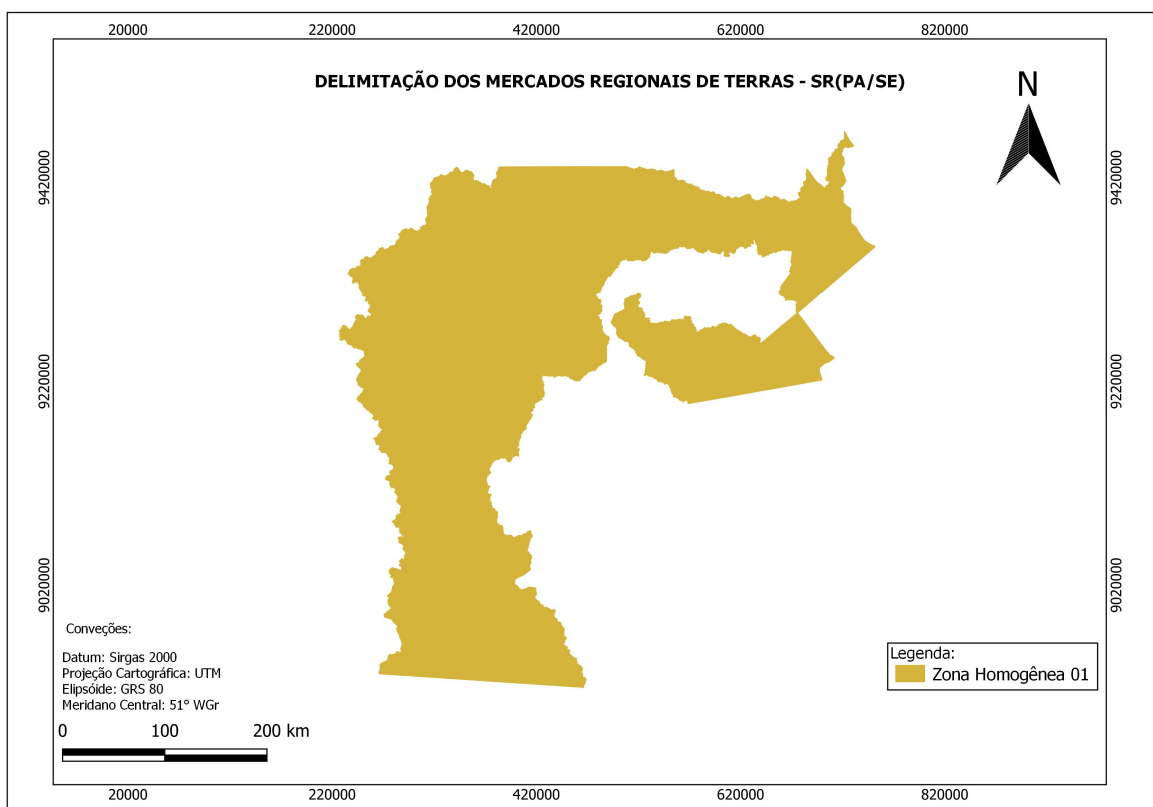 20000 220000 420000 620000 820000
DELIMITAÇÃO DOS MERCADOS REGIONAIS DE TERRAS - SR(PA/SE)
N
9420000 9420000
9220000 9220000
9020000 9020000
Conveções:
Datum: Sirgas 2000
Projeção Cartográfica: UTM
Elipsóide: GRS 80
Meridano Central: 51° WGr
0 100 200 km
Legenda:
Zona Homogênea 01
20000 220000 420000 620000 820000